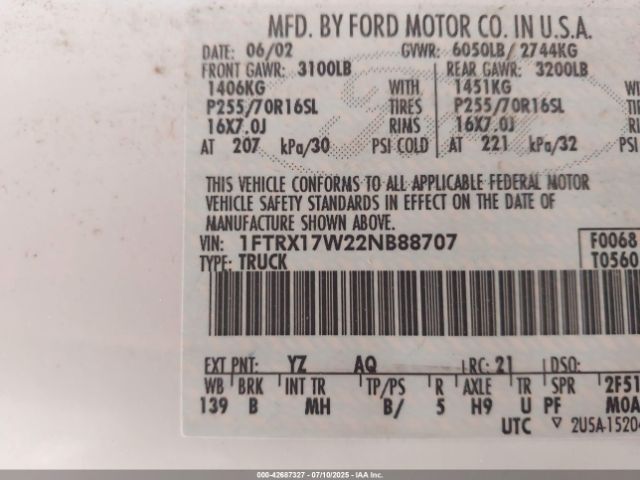 MFD. BY FORD MOTOR CO. IN U.S.A.
DATE: 06/02 GVWR: 6050LB/ 2744KG
FRONT GAWR: 3100LB REAR GAWR: 3200LB
1406KG WITH 1451KG
P255/70R16SL TIRES P255/70R16SL
16X7.0J RIMS 16X7.0J
AT 207 kPa/30 PSI COLD AT 221 kPa/32
THIS VEHICLE CONFORMS TO ALL APPLICABLE FEDERAL MOTOR
VEHICLE SAFETY STANDARDS IN EFFECT ON THE DATE OF
MANUFACTURE SHOWN ABOVE.
VIN: 1FTRX17W22NB88707 F0068
TYPE: TRUCK T0560
EXT PNT: YZ AQ RC: 21 DSO:
WB BRK INT TR TP/PS R AXLE TR SPR 2F51
139 B MH B/ 5 H9 U PF M0A
UTC ▽ 2U5A-1520
000-42687327 - 07/10/2025 - IAA Inc.